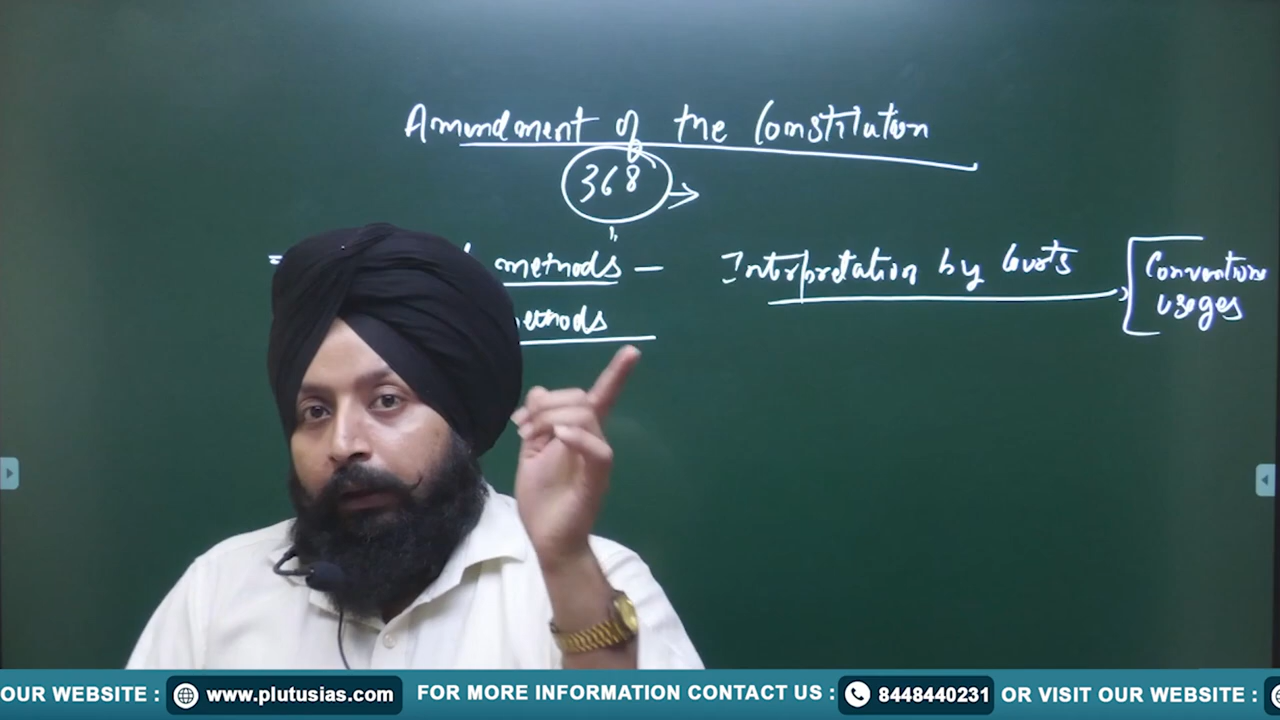 Amendment of the Constitution
368
methods — Interpretation by Courts
Conventions
usages
methods
OUR WEBSITE : www.plutusias.com FOR MORE INFORMATION CONTACT US : 8448440231 OR VISIT OUR WEBSITE :